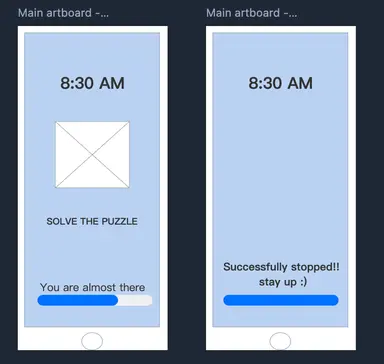 Main artboard -...
8:30 AM
SOLVE THE PUZZLE
You are almost there
Main artboard -...
8:30 AM
Successfully stopped!!
stay up :)